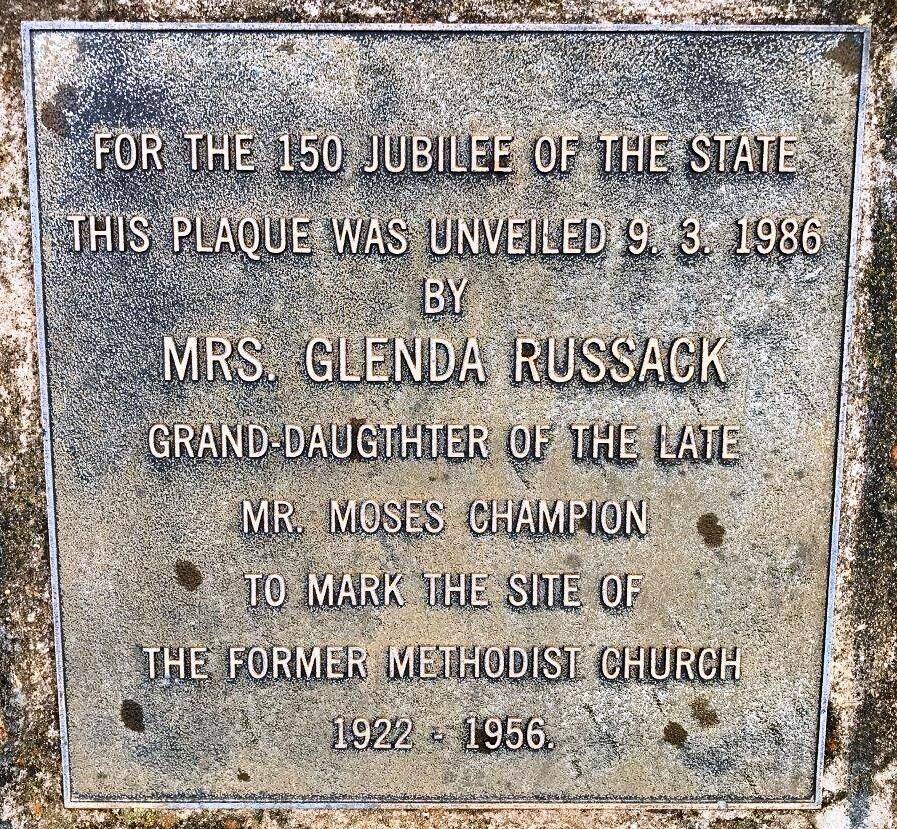 FOR THE 150 JUBILEE OF THE STATE
THIS PLAQUE WAS UNVEILED 9. 3. 1986
BY
MRS. GLENDA RUSSACK
GRAND-DAUGTHTER OF THE LATE
MR. MOSES CHAMPION
TO MARK THE SITE OF
THE FORMER METHODIST CHURCH
1922 - 1956.